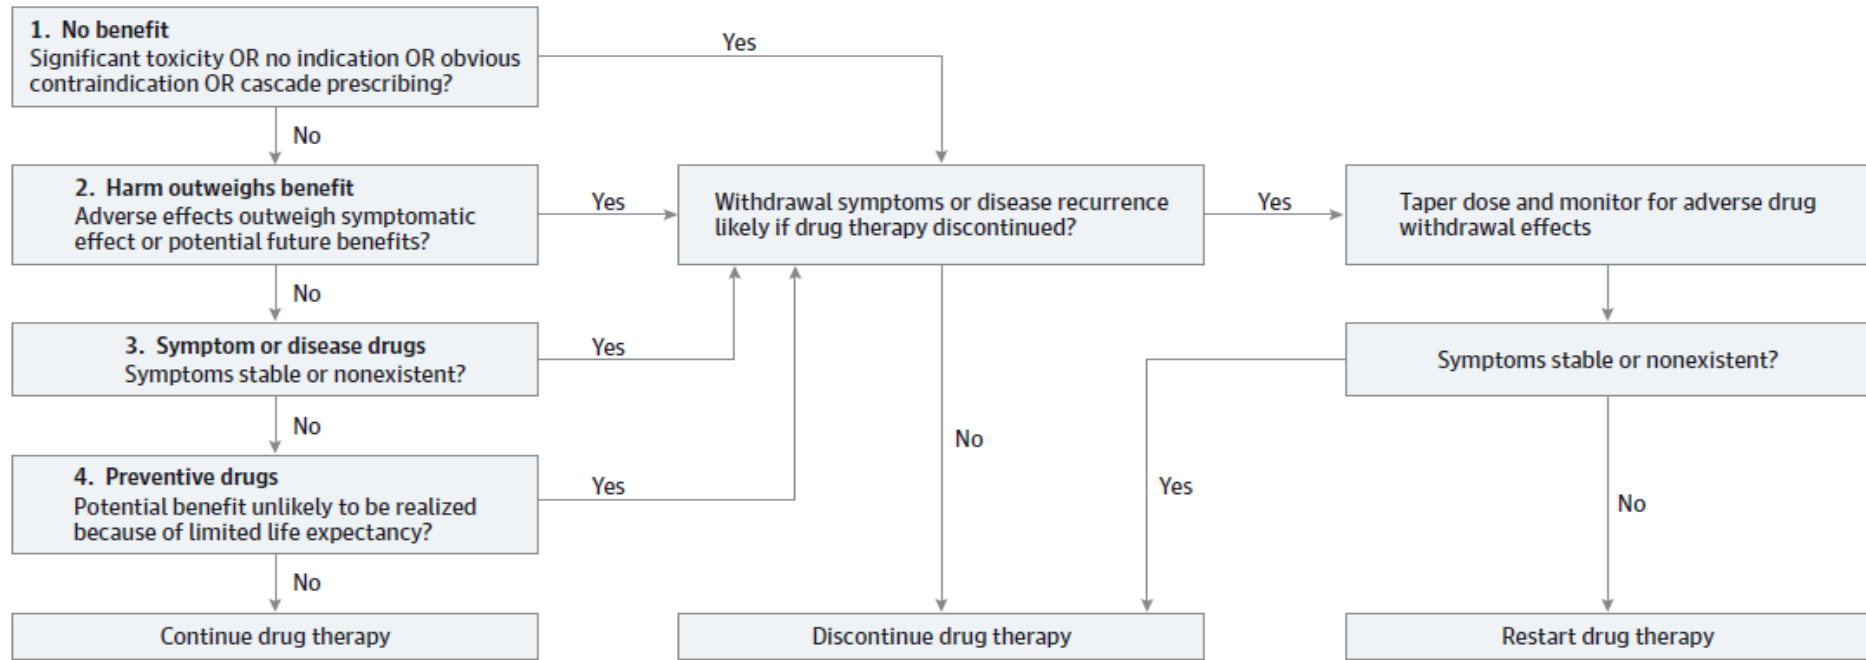 1. No benefit
Significant toxicity OR no indication OR obvious
contraindication OR cascade prescribing?
Yes
No
2. Harm outweighs benefit
Adverse effects outweigh symptomatic
effect or potential future benefits?
Yes
Withdrawal symptoms or disease recurrence
likely if drug therapy discontinued?
Yes
Taper dose and monitor for adverse drug
withdrawal effects
No
3. Symptom or disease drugs
Symptoms stable or nonexistent?
Yes
Symptoms stable or nonexistent?
No
No
4. Preventive drugs
Potential benefit unlikely to be realized
because of limited life expectancy?
Yes
Yes
No
No
Continue drug therapy
Discontinue drug therapy
Restart drug therapy